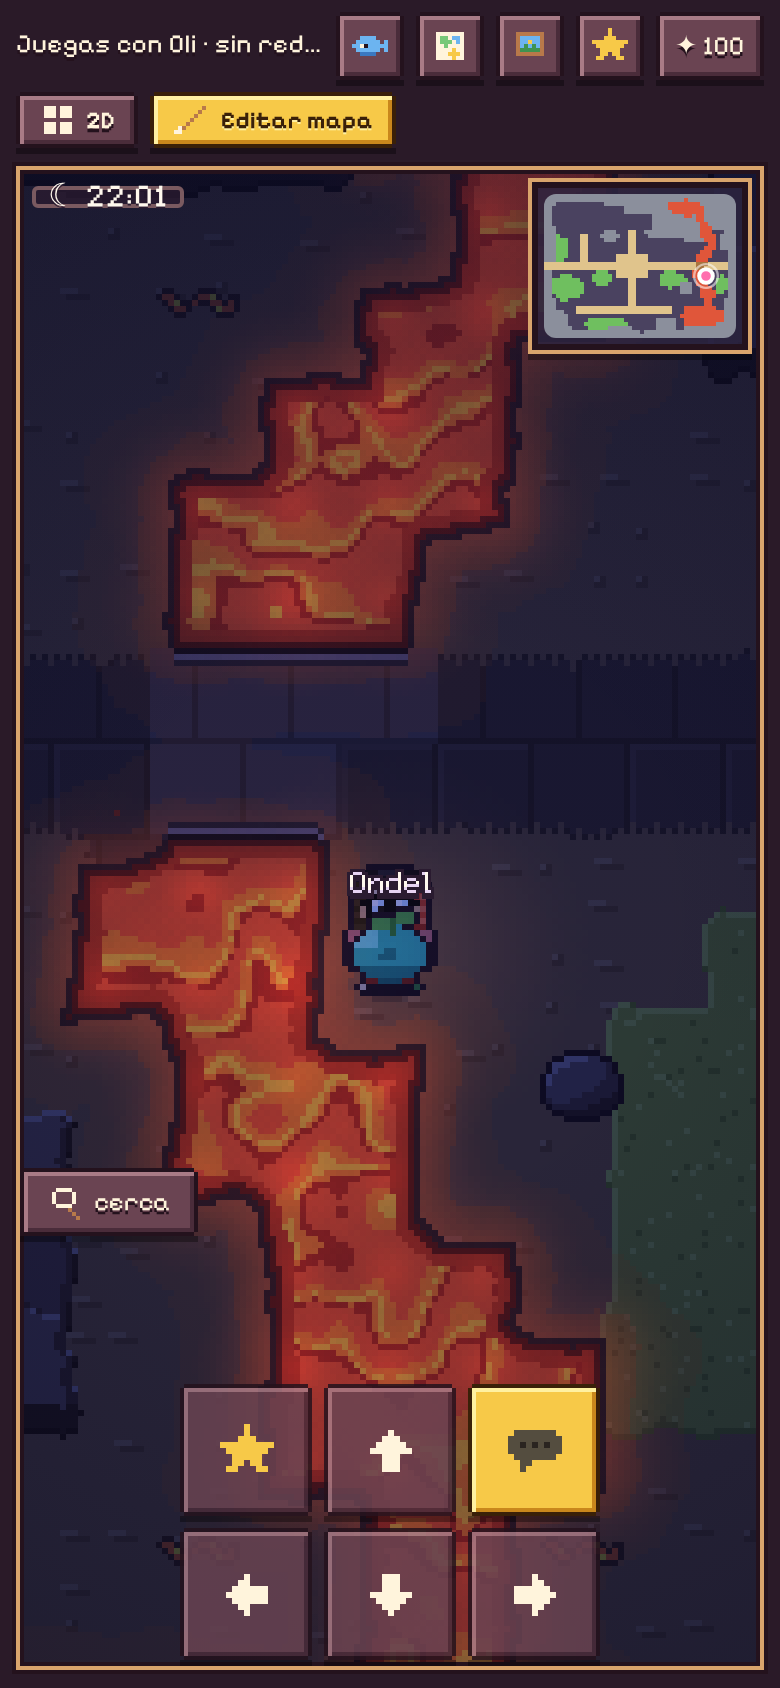 Juegas con Oli · sin red...
✦ 100
2D
Editar mapa
☾ 22:01
Ondel
cerca